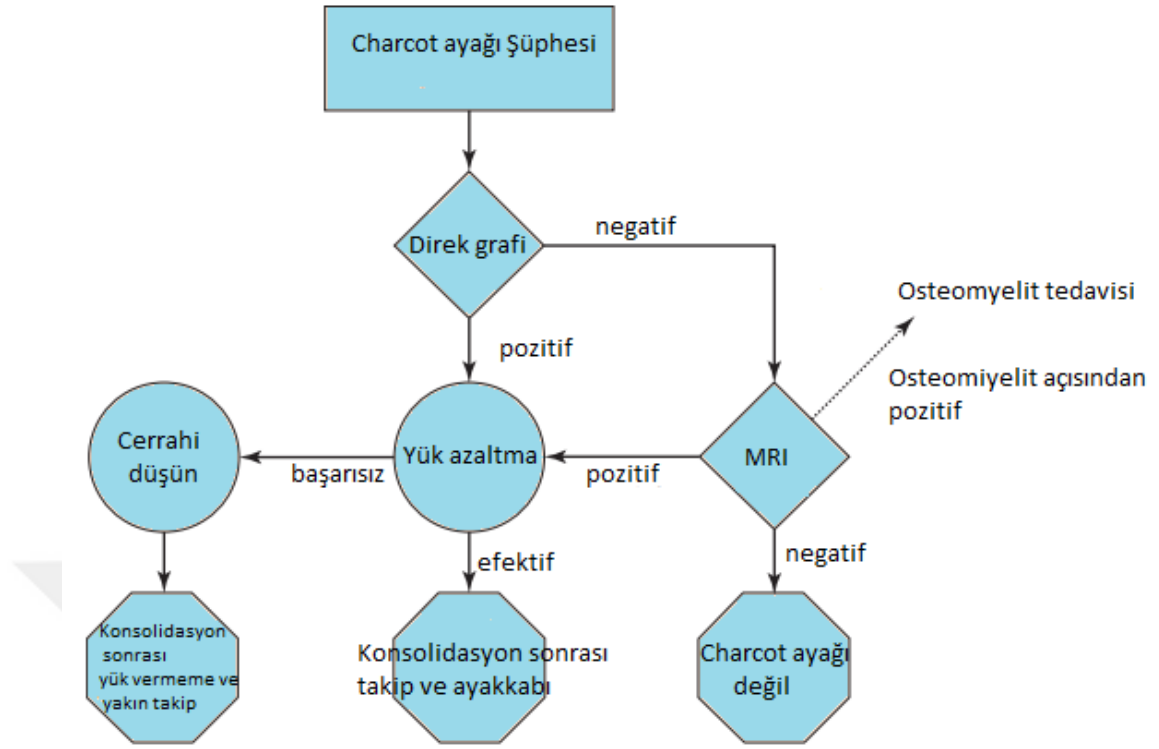 Charcot ayağı Şüphesi
Direk grafi
negatif
Osteomyelit tedavisi
pozitif
Osteomiyelit açısından
pozitif
Cerrahi
düşün
başarısız
Yük azaltma
pozitif
MRI
efektif
negatif
Konsolidasyon
sonrası
yük vermeme ve
yakın takip
Konsolidasyon sonrası
takip ve ayakkabı
Charcot ayağı
değil